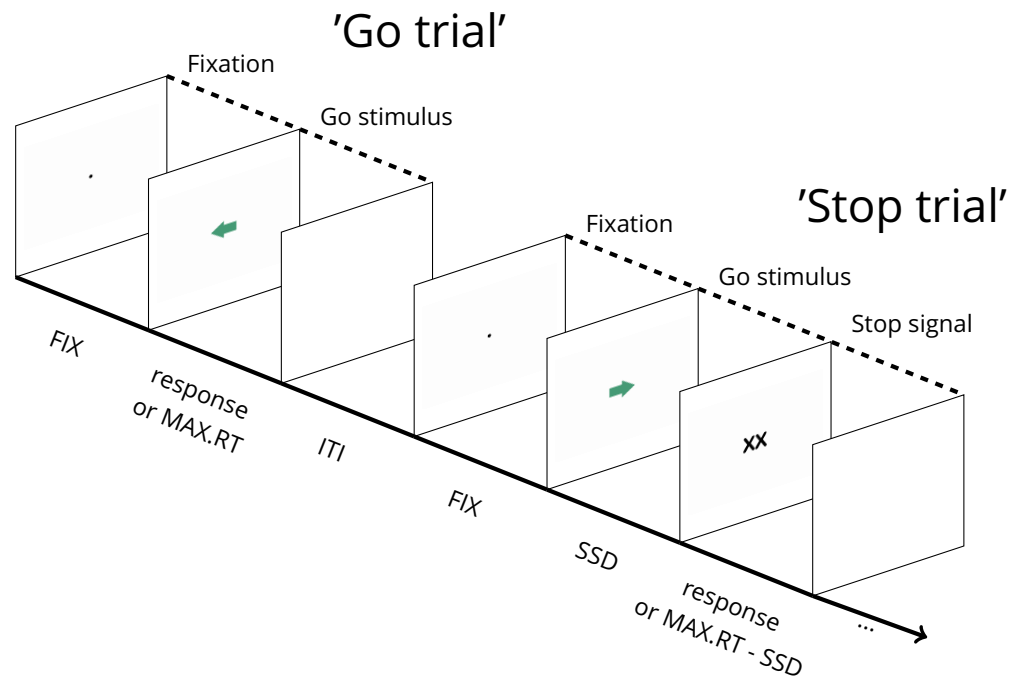 ’Go trial’
Fixation
Go stimulus
’Stop trial’
Fixation
Go stimulus
Stop signal
XX
FIX
response
or MAX.RT
ITI
FIX
SSD
response
or MAX.RT - SSD
...